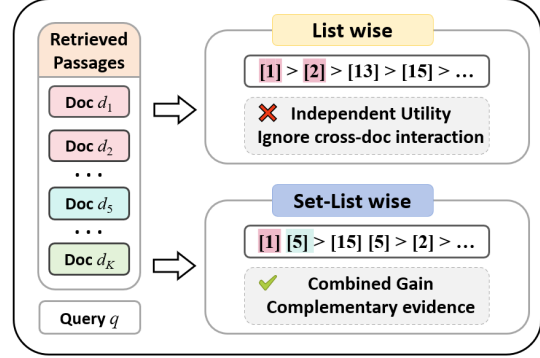 Retrieved
Passages
Doc d₁
Doc d₂
...
Doc d₅
...
Doc d_K
Query q
List wise
[1] > [2] > [13] > [15] > ...
Independent Utility
Ignore cross-doc interaction
Set-List wise
[1] [5] > [15] [5] > [2] > ...
Combined Gain
Complementary evidence